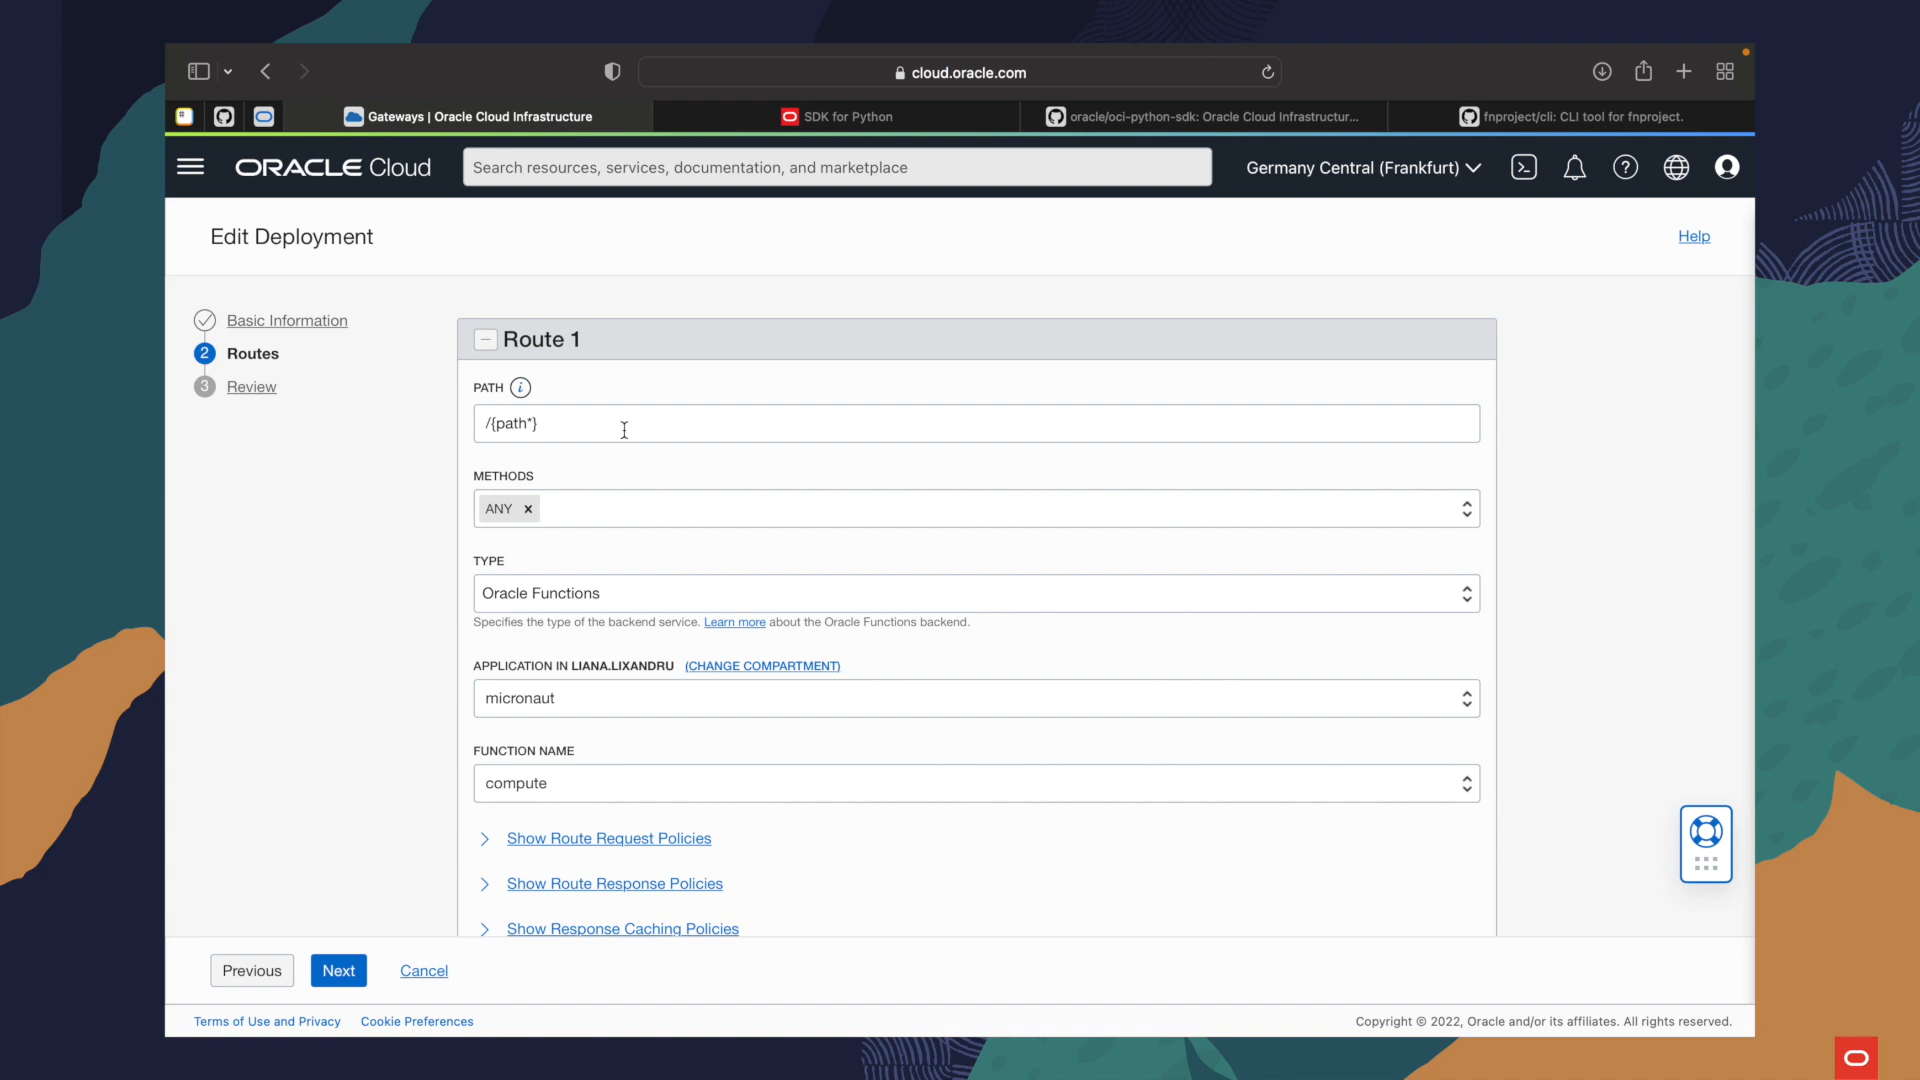 cloud.oracle.com
Gateways | Oracle Cloud Infrastructure
SDK for Python
oracle/oci-python-sdk: Oracle Cloud Infrastructur...
fnproject/cli: CLI tool for fnproject.
ORACLE Cloud
Search resources, services, documentation, and marketplace
Germany Central (Frankfurt)
Edit Deployment
Help
Basic Information
2 Routes
3 Review
Route 1
PATH
/{path*}
METHODS
ANY
TYPE
Oracle Functions
Specifies the type of the backend service. Learn more about the Oracle Functions backend.
APPLICATION IN LIANA.LIXANDRU (CHANGE COMPARTMENT)
micronaut
FUNCTION NAME
compute
Show Route Request Policies
Show Route Response Policies
Show Response Caching Policies
Previous
Next
Cancel
Terms of Use and Privacy
Cookie Preferences
Copyright © 2022, Oracle and/or its affiliates. All rights reserved.